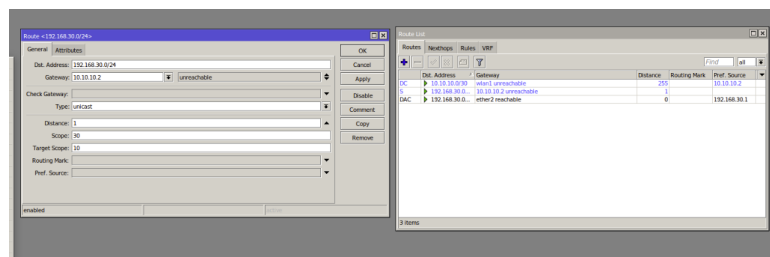 Route <192.168.30.0/24>
General Attributes
Dst. Address: 192.168.30.0/24
Gateway: 10.10.10.2 unreachable
Check Gateway:
Type: unicast
Distance: 1
Scope: 30
Target Scope: 10
Routing Mark:
Pref. Source:
enabled active
OK
Cancel
Apply
Disable
Comment
Copy
Remove
Route List
Routes Nexthops Rules VRF
Find all
Dst. Address Gateway Distance Routing Mark Pref. Source
DC 10.10.10.0/30 wlan1 unreachable 255 10.10.10.2
S 192.168.30.0... 10.10.10.2 unreachable 1
DAC 192.168.30.0... ether2 reachable 0 192.168.30.1
3 items